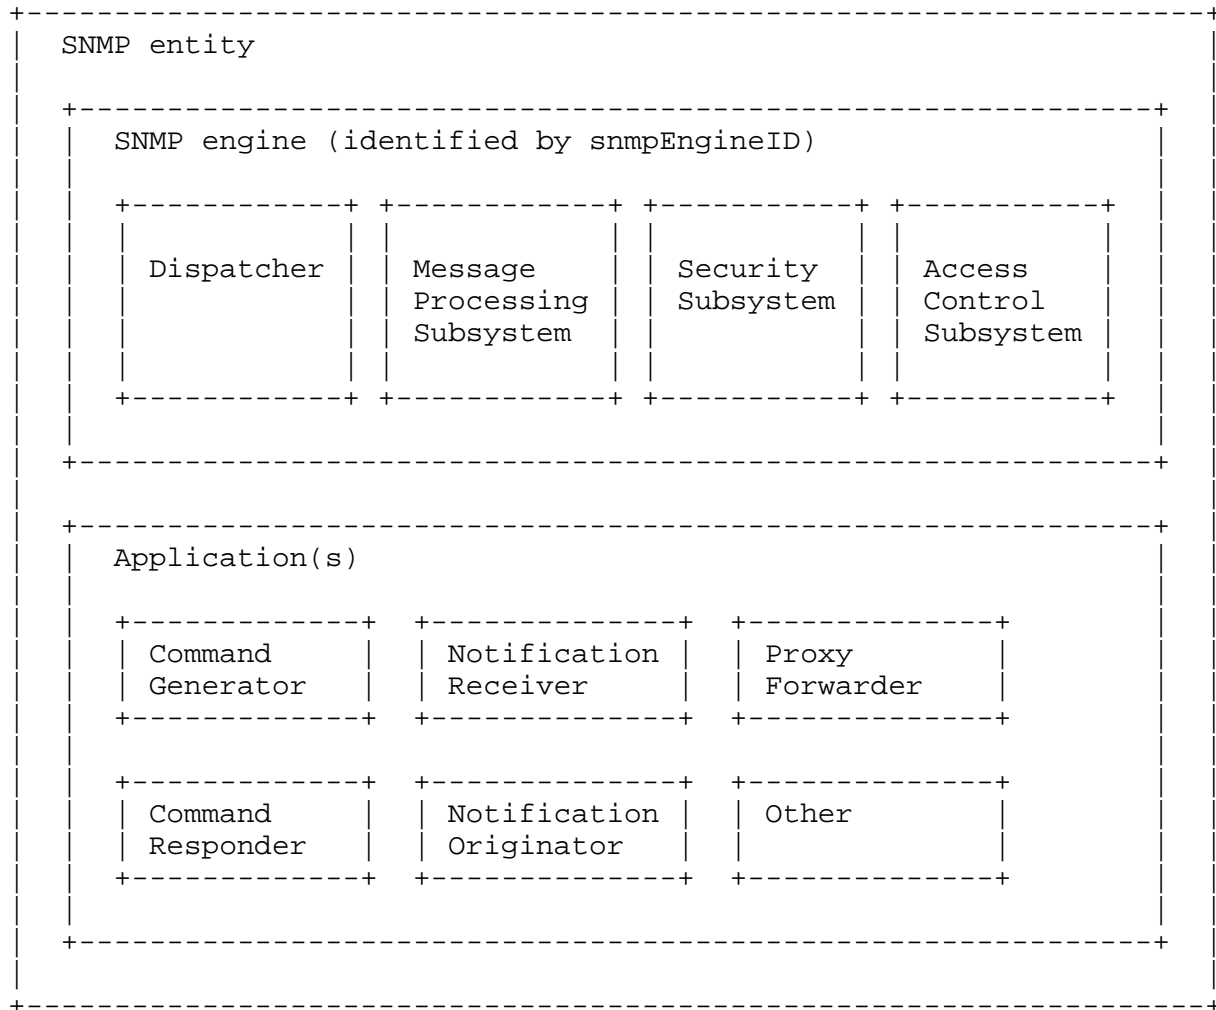 SNMP entity
SNMP engine (identified by snmpEngineID)
Dispatcher Message Security Access
Processing Subsystem Control
Subsystem Subsystem
Application(s)
Command Notification Proxy
Generator Receiver Forwarder
Command Notification Other
Responder Originator